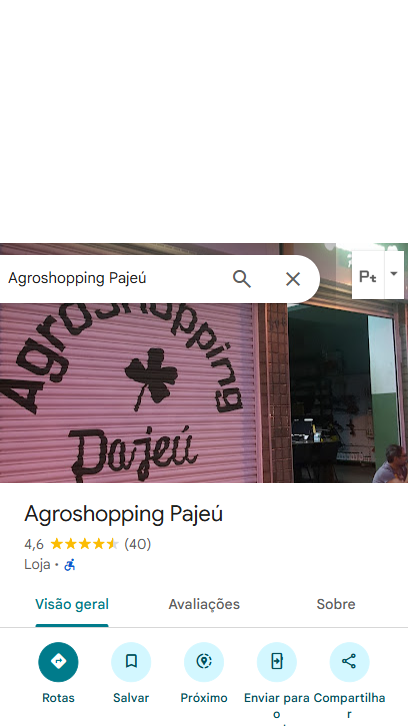 Agroshopping Pajeú
Pt
Agroshopping
Pajeú
Agroshopping Pajeú
4,6 (40)
Loja ·
Visão geral Avaliações Sobre
Rotas Salvar Próximo Enviar para o Compartilhar